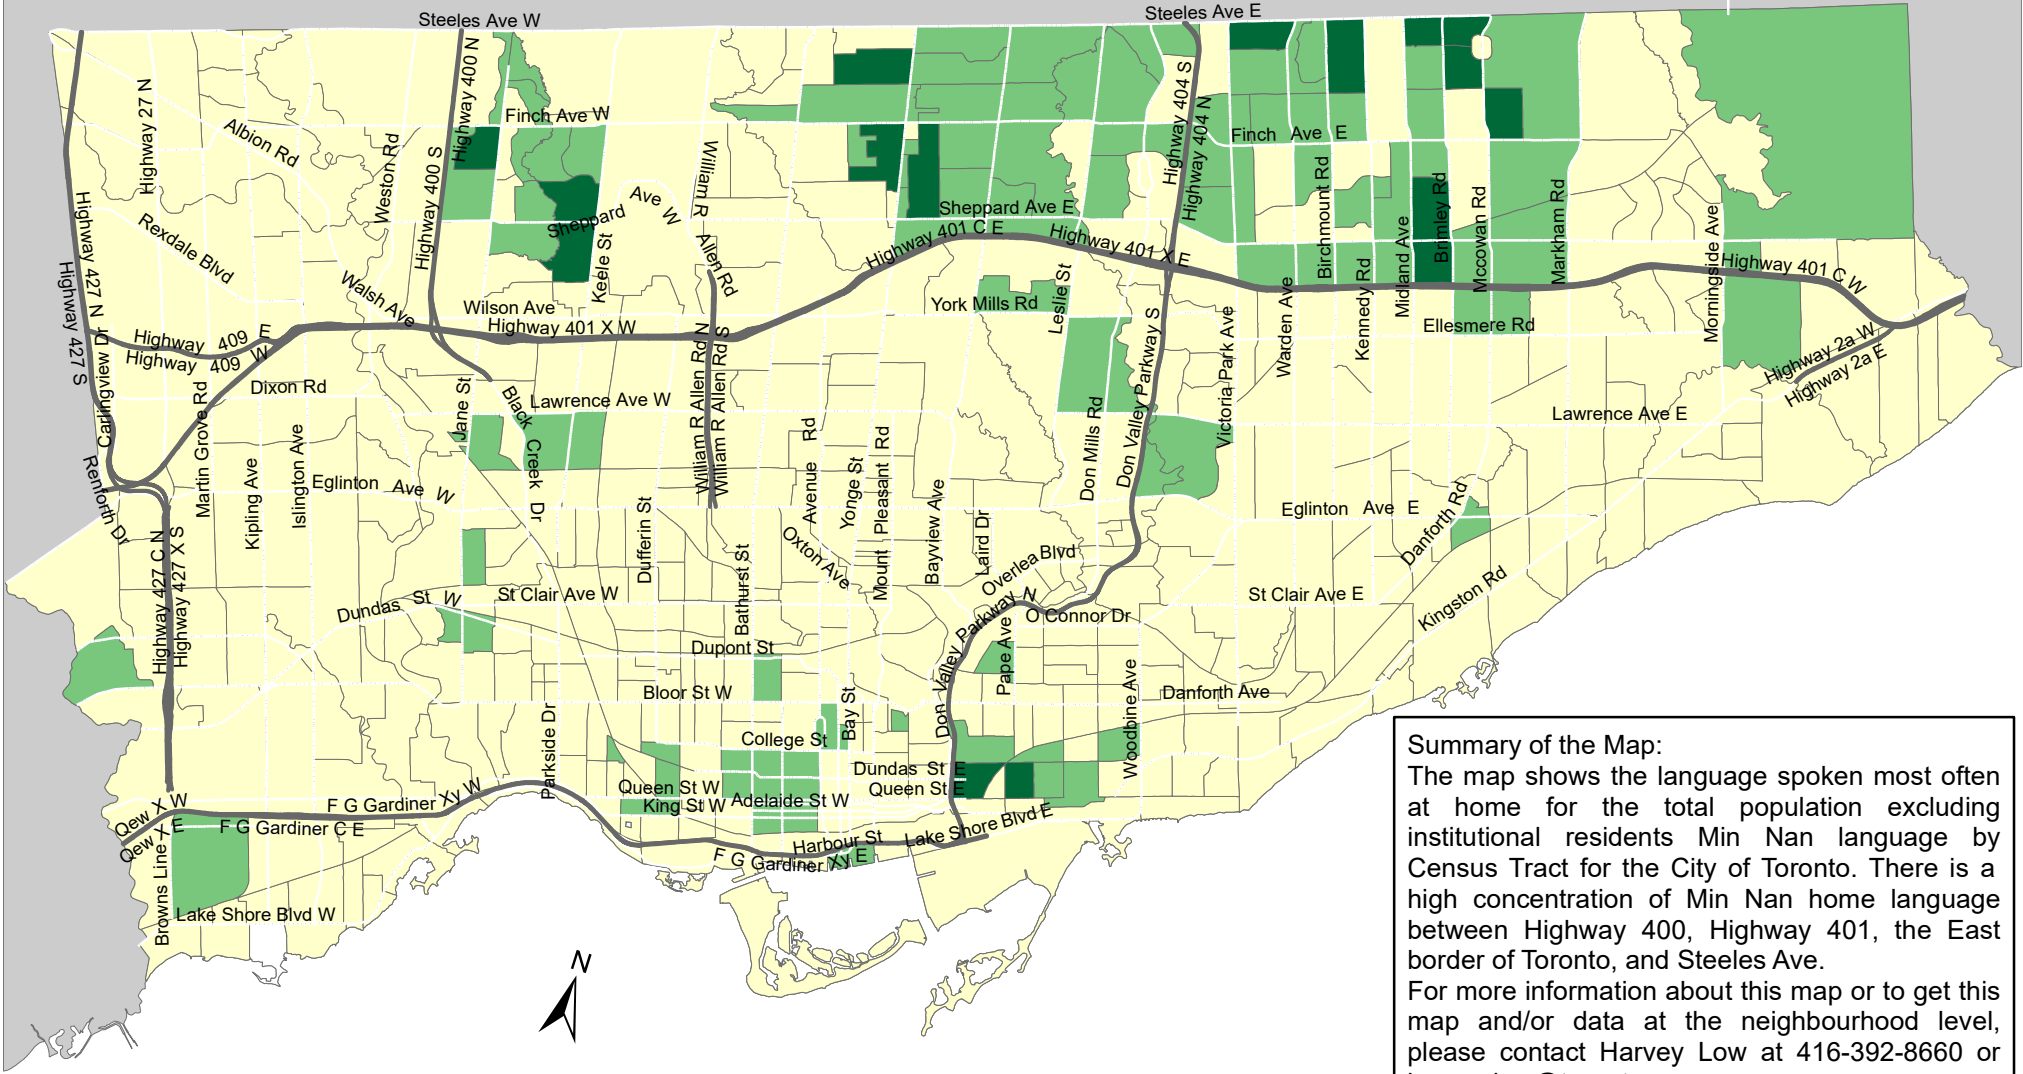 Steeles Ave W
Steeles Ave E
Highway 27 N
Albion Rd
Weston Rd
Highway 400 N
Highway 400 S
Finch Ave W
William R
Allen Rd
Highway 404 S
Highway 404 N
Finch Ave E
Highway 427 N
Highway 427 S
Rexdale Blvd
Walsh Ave
Sheppard Ave W
Keele St
Sheppard Ave E
Highway 401 C E
Highway 401 X E
Birchmount Rd
Kennedy Rd
Midland Ave
Brimley Rd
Mccowan Rd
Markham Rd
Morningside Ave
Highway 401 C W
Wilson Ave
Highway 401 X W
York Mills Rd
Leslie St
Warden Ave
Ellesmere Rd
Highway 409 E
Highway 409 W
Carlingview Dr
Dixon Rd
Martin Grove Rd
Jane St
Black Creek Dr
Lawrence Ave W
William R Allen Rd N
William R Allen Rd S
Don Valley Parkway S
Victoria Park Ave
Highway 2a W
Highway 2a E
Lawrence Ave E
Renforth Dr
Kipling Ave
Islington Ave
Eglinton Ave W
Dufferin St
Avenue Rd
Yonge St
Mount Pleasant Rd
Bayview Ave
Laird Dr
Don Mills Rd
Eglinton Ave E
Danforth Rd
Highway 427 C N
Highway 427 X S
Oxton Ave
Overlea Blvd
Dundas St W
St Clair Ave W
Bathurst St
Don Valley Parkway N
O Connor Dr
St Clair Ave E
Kingston Rd
Dupont St
Pape Ave
Bloor St W
Bay St
Woodbine Ave
Danforth Ave
Parkside Dr
College St
Dundas St E
Queen St E
Queen St W
King St W
Adelaide St W
Qew X W
Qew X E
F G Gardiner Xy W
F G Gardiner C E
Harbour St
Lake Shore Blvd E
F G Gardiner Xy E
Browns Line
Lake Shore Blvd W
N
Summary of the Map:
The map shows the language spoken most often
at home for the total population excluding
institutional residents Min Nan language by
Census Tract for the City of Toronto. There is a
high concentration of Min Nan home language
between Highway 400, Highway 401, the East
border of Toronto, and Steeles Ave.
For more information about this map or to get this
map and/or data at the neighbourhood level,
please contact Harvey Low at 416-392-8660 or